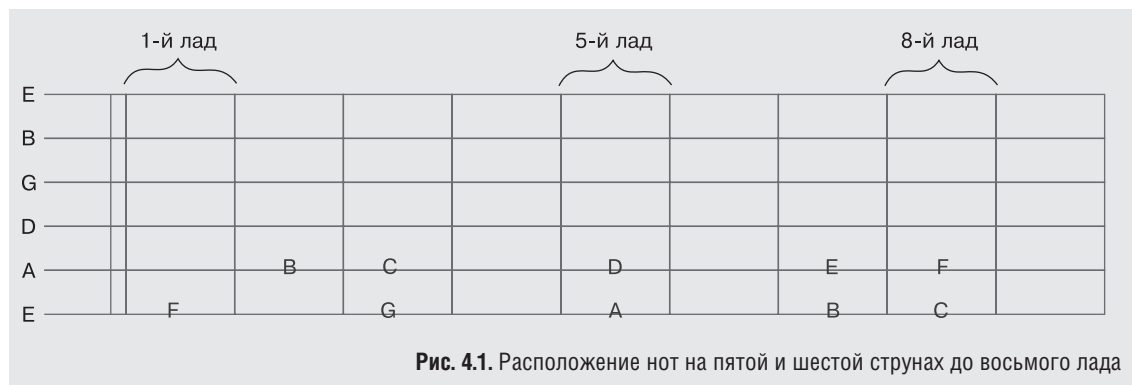 1-й лад 5-й лад 8-й лад
E
B
G
D
A B C D E F
E F G A B C
Рис. 4.1. Расположение нот на пятой и шестой струнах до восьмого лада